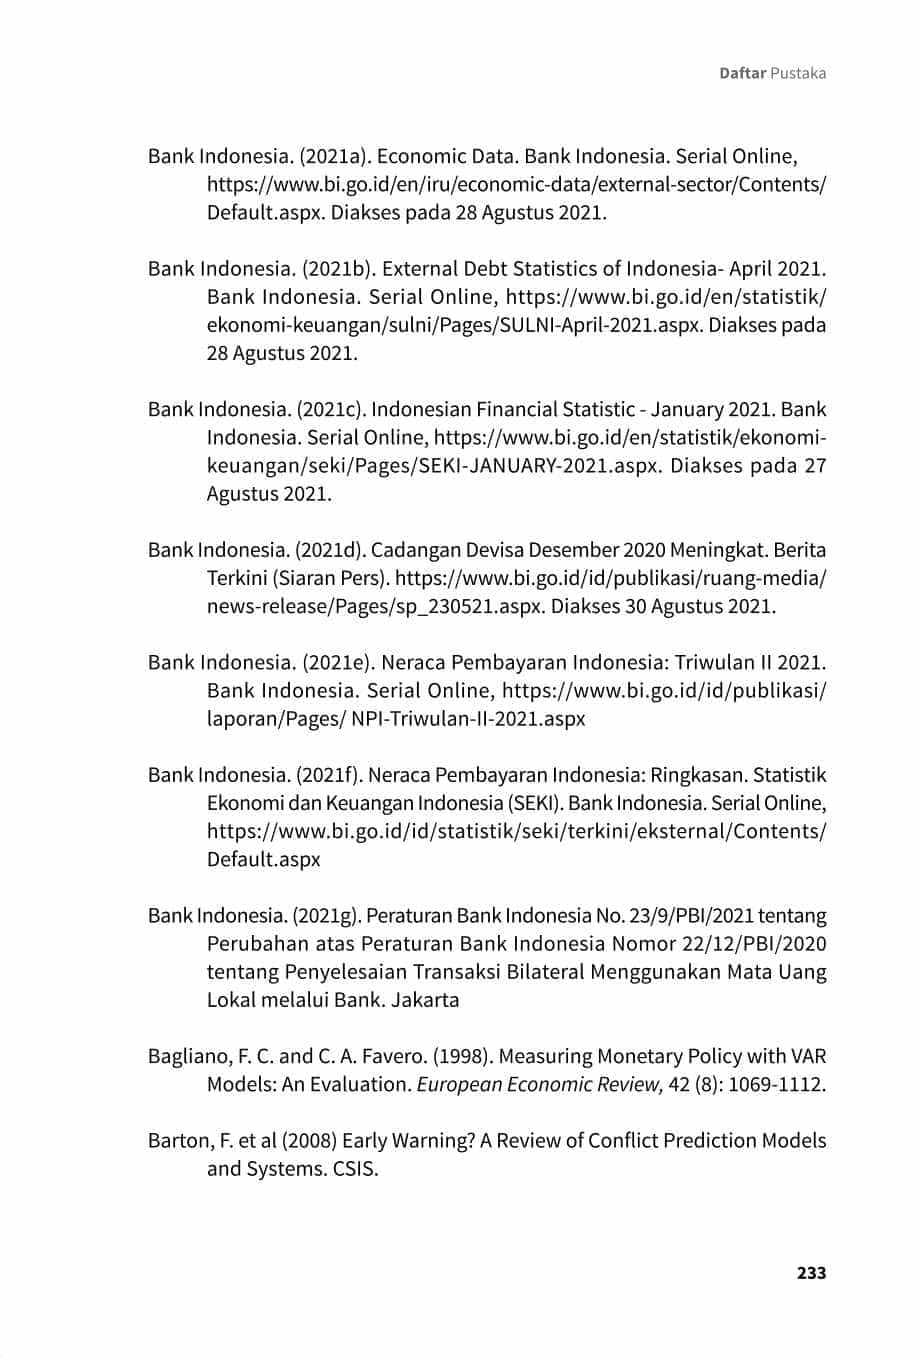 Daftar Pustaka
Bank Indonesia. (2021a). Economic Data. Bank Indonesia. Serial Online,
https://www.bi.go.id/en/iru/economic-data/external-sector/Contents/
Default.aspx. Diakses pada 28 Agustus 2021.
Bank Indonesia. (2021b). External Debt Statistics of Indonesia- April 2021.
Bank Indonesia. Serial Online, https://www.bi.go.id/en/statistik/
ekonomi-keuangan/sulni/Pages/SULNI-April-2021.aspx. Diakses pada
28 Agustus 2021.
Bank Indonesia. (2021c). Indonesian Financial Statistic - January 2021. Bank
Indonesia. Serial Online, https://www.bi.go.id/en/statistik/ekonomi-
keuangan/seki/Pages/SEKI-JANUARY-2021.aspx. Diakses pada 27
Agustus 2021.
Bank Indonesia. (2021d). Cadangan Devisa Desember 2020 Meningkat. Berita
Terkini (Siaran Pers). https://www.bi.go.id/id/publikasi/ruang-media/
news-release/Pages/sp_230521.aspx. Diakses 30 Agustus 2021.
Bank Indonesia. (2021e). Neraca Pembayaran Indonesia: Triwulan II 2021.
Bank Indonesia. Serial Online, https://www.bi.go.id/id/publikasi/
laporan/Pages/ NPI-Triwulan-II-2021.aspx
Bank Indonesia. (2021f). Neraca Pembayaran Indonesia: Ringkasan. Statistik
Ekonomi dan Keuangan Indonesia (SEKI). Bank Indonesia. Serial Online,
https://www.bi.go.id/id/statistik/seki/terkini/eksternal/Contents/
Default.aspx
Bank Indonesia. (2021g). Peraturan Bank Indonesia No. 23/9/PBI/2021 tentang
Perubahan atas Peraturan Bank Indonesia Nomor 22/12/PBI/2020
tentang Penyelesaian Transaksi Bilateral Menggunakan Mata Uang
Lokal melalui Bank. Jakarta
Bagliano, F. C. and C. A. Favero. (1998). Measuring Monetary Policy with VAR
Models: An Evaluation. European Economic Review, 42 (8): 1069-1112.
Barton, F. et al (2008) Early Warning? A Review of Conflict Prediction Models
and Systems. CSIS.
233